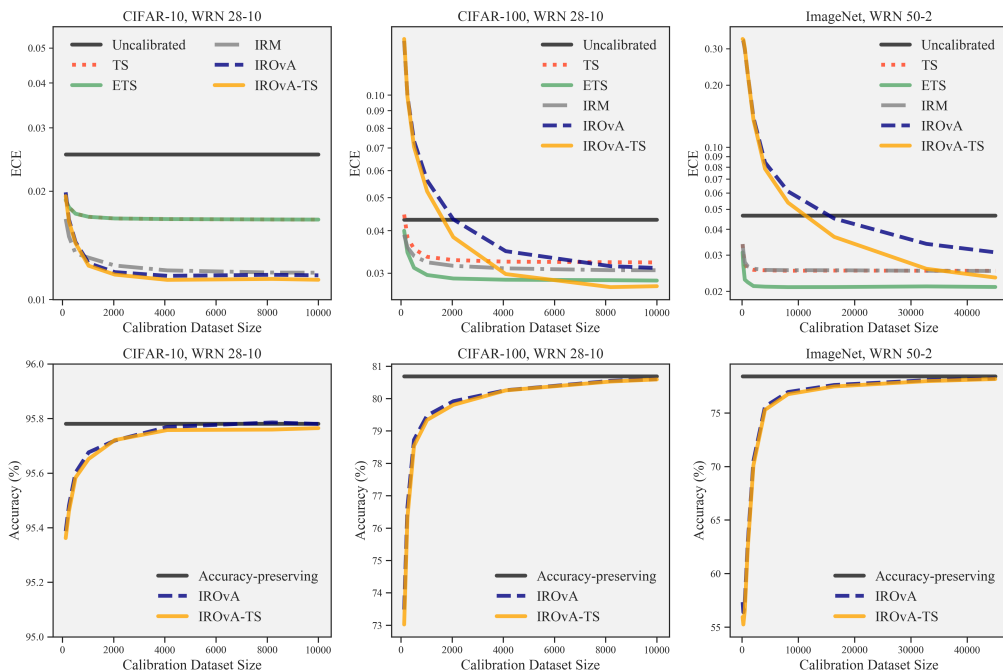 CIFAR-10, WRN 28-10
0.05
0.04
0.03
0.02
0.01
ECE
Uncalibrated
TS
ETS
IRM
IROvA
IROvA-TS
0 2000 4000 6000 8000 10000
Calibration Dataset Size
CIFAR-100, WRN 28-10
0.10
0.09
0.08
0.07
0.06
0.05
0.04
0.03
ECE
Uncalibrated
TS
ETS
IRM
IROvA
IROvA-TS
0 2000 4000 6000 8000 10000
Calibration Dataset Size
ImageNet, WRN 50-2
0.30
0.20
0.10
0.09
0.08
0.07
0.06
0.05
0.04
0.03
0.02
ECE
Uncalibrated
TS
ETS
IRM
IROvA
IROvA-TS
0 10000 20000 30000 40000
Calibration Dataset Size
CIFAR-10, WRN 28-10
96.0
95.8
95.6
95.4
95.2
95.0
Accuracy (%)
Accuracy-preserving
IROvA
IROvA-TS
0 2000 4000 6000 8000 10000
Calibration Dataset Size
CIFAR-100, WRN 28-10
81
80
79
78
77
76
75
74
73
Accuracy (%)
Accuracy-preserving
IROvA
IROvA-TS
0 2000 4000 6000 8000 10000
Calibration Dataset Size
ImageNet, WRN 50-2
75
70
65
60
55
Accuracy (%)
Accuracy-preserving
IROvA
IROvA-TS
0 10000 20000 30000 40000
Calibration Dataset Size